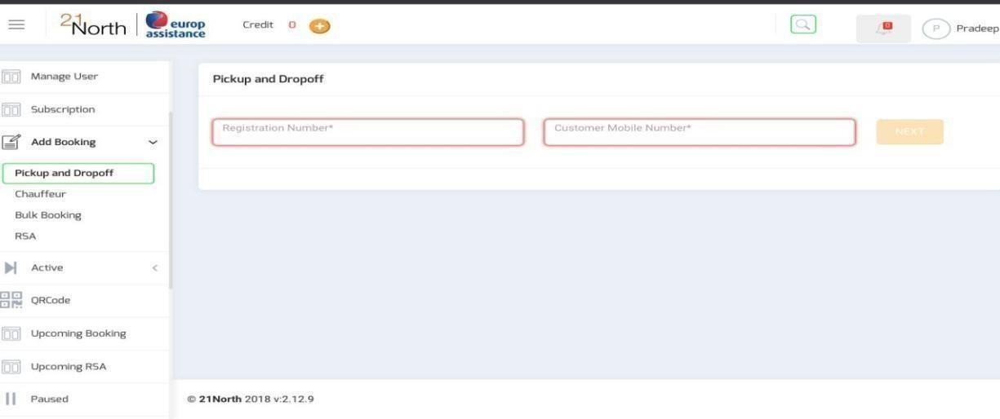 21North europ assistance Credit 0 0 P Pradeep
Manage User
Subscription
Add Booking
Pickup and Dropoff
Chauffeur
Bulk Booking
RSA
Active
QRCode
Upcoming Booking
Upcoming RSA
Paused
Pickup and Dropoff
Registration Number* Customer Mobile Number* NEXT
© 21North 2018 v:2.12.9